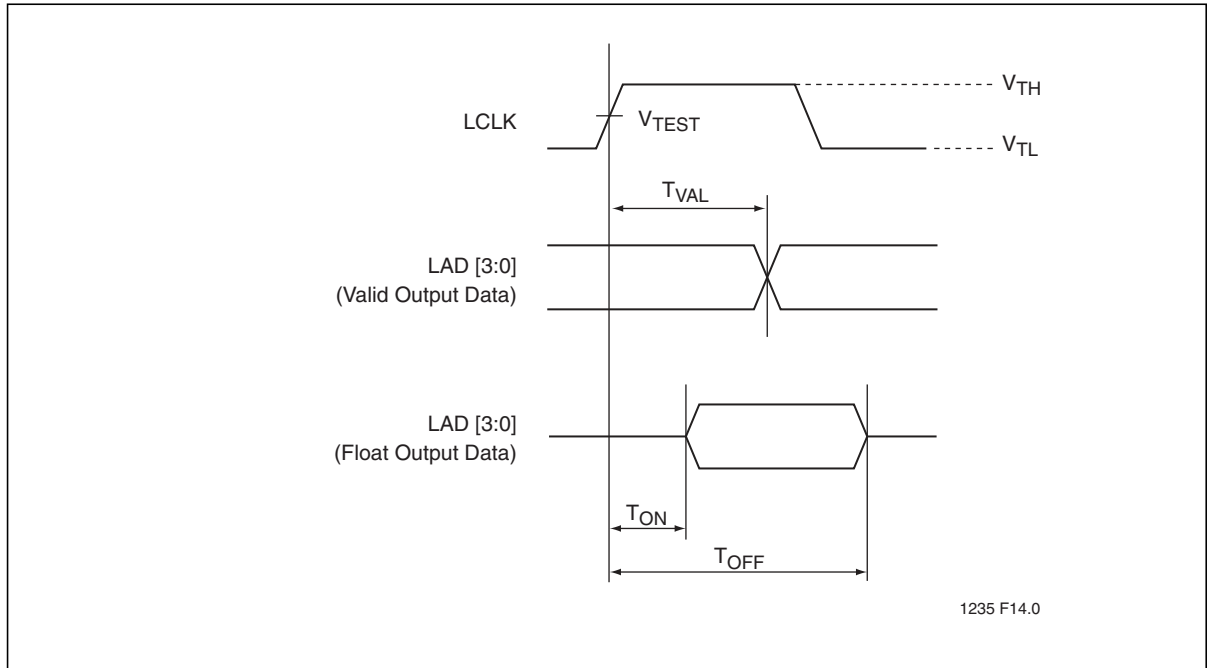 V_TH
LCLK
V_TEST
V_TL
T_VAL
LAD [3:0]
(Valid Output Data)
LAD [3:0]
(Float Output Data)
T_ON
T_OFF
1235 F14.0